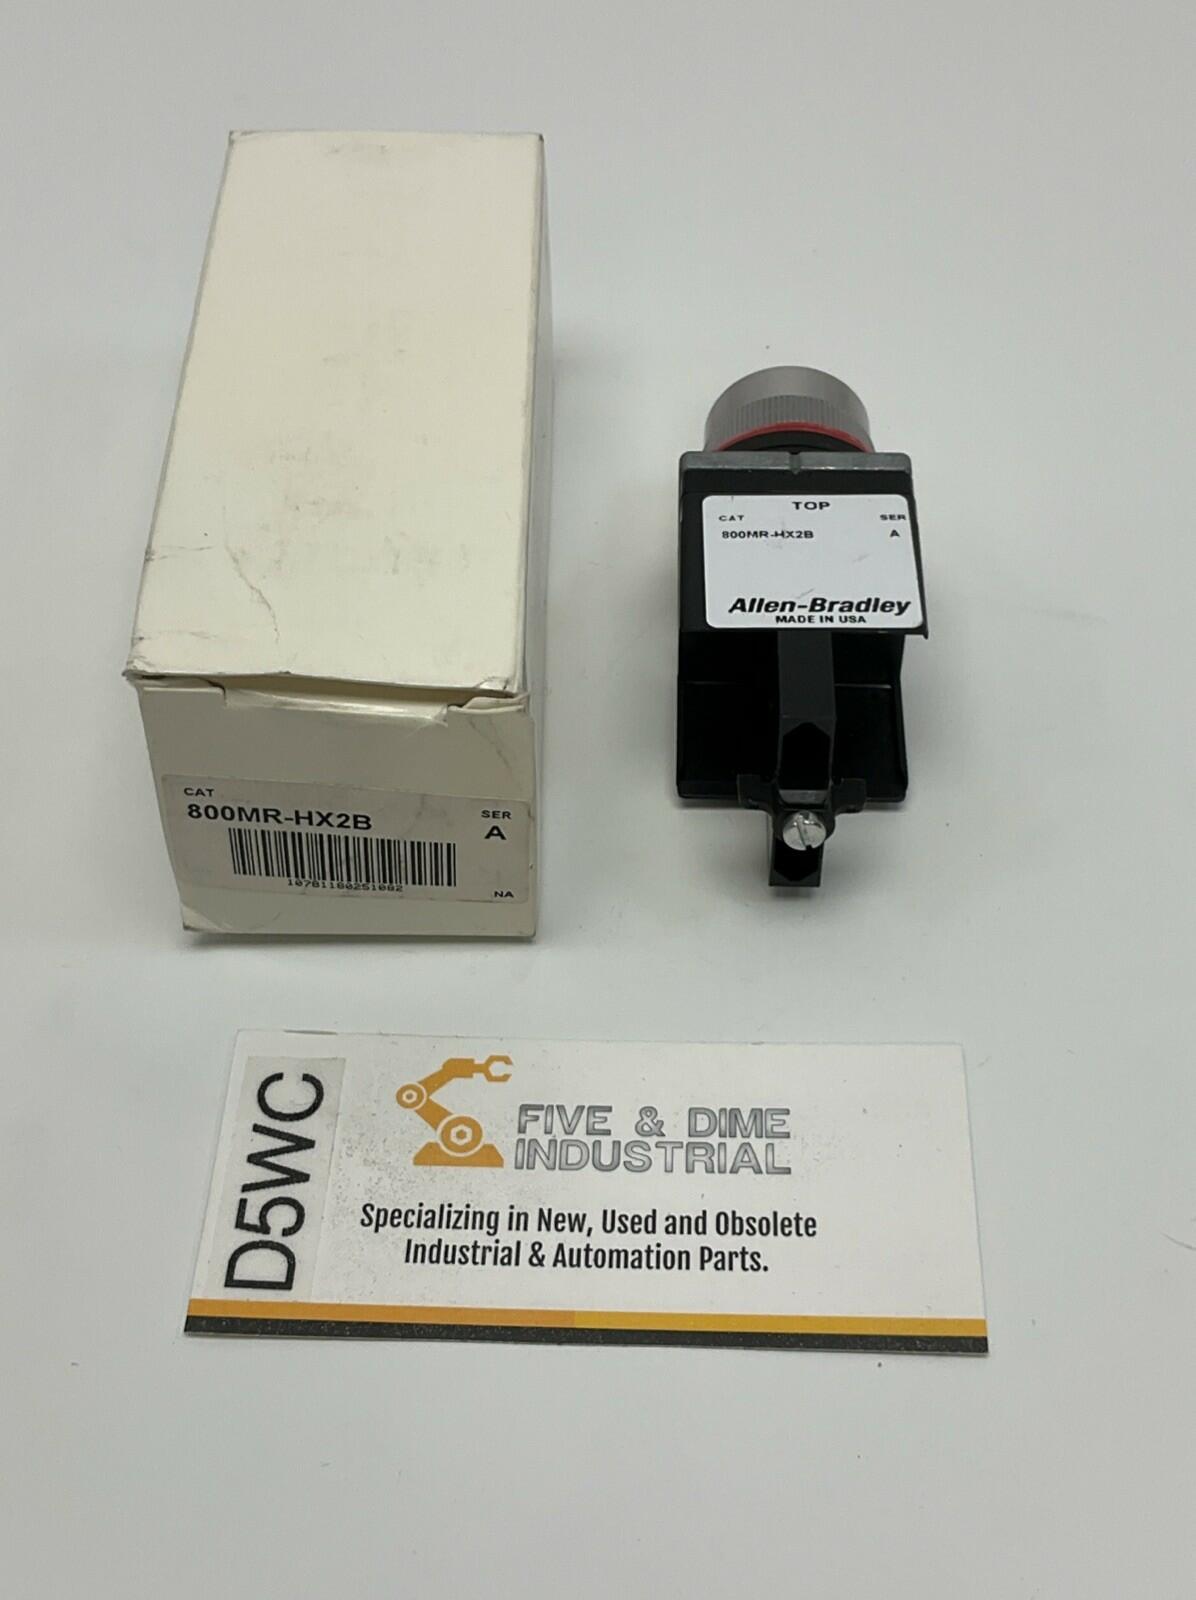 TOP
CAT
SER
800MR-HX2B
A
Allen-Bradley
MADE IN USA
CAT
800MR-HX2B
SER
A
10781180251082
NA
D5WC
FIVE & DIME
INDUSTRIAL
Specializing in New, Used and Obsolete
Industrial & Automation Parts.